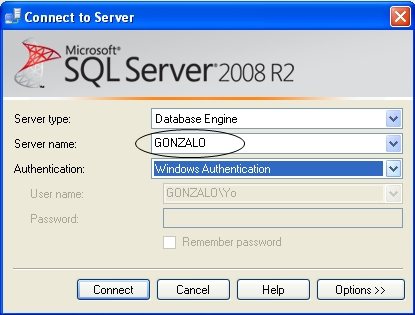 Connect to Server
Microsoft®
SQL Server® 2008 R2
Server type: Database Engine
Server name: GONZALO
Authentication: Windows Authentication
User name: GONZALO\Yo
Password:
Remember password
Connect Cancel Help Options >>